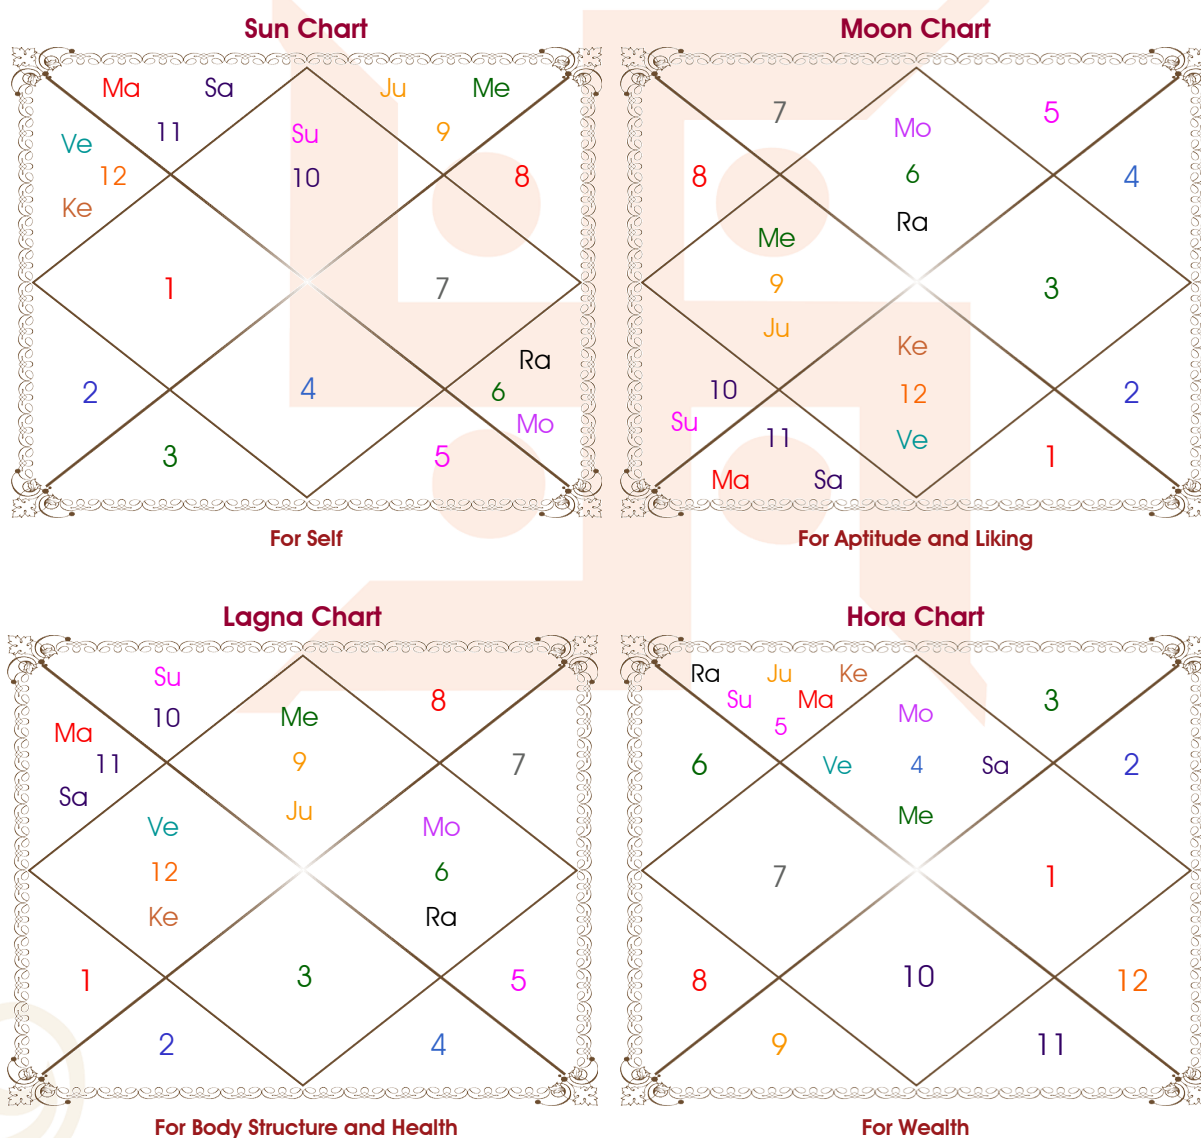 Sun Chart
Ma Sa Ju Me
11 9
Ve Su
12 10 8
Ke
1 7
Ra
2 4 6
Mo
3 5
For Self
Moon Chart
7 5
Mo
8 6 4
Ra
Me
9 3
Ju Ke
10 12 2
Su
11 Ve
1
Ma Sa
For Aptitude and Liking
Lagna Chart
Su
10 Me 8
Ma
11 9 7
Sa
Ju
Ve Mo
12 6
Ke Ra
1 3 5
2 4
For Body Structure and Health
Hora Chart
Ra Ju Ke
Su Ma 3
5 Mo
6 Ve 4 Sa 2
Me
7 1
8 10 12
9 11
For Wealth